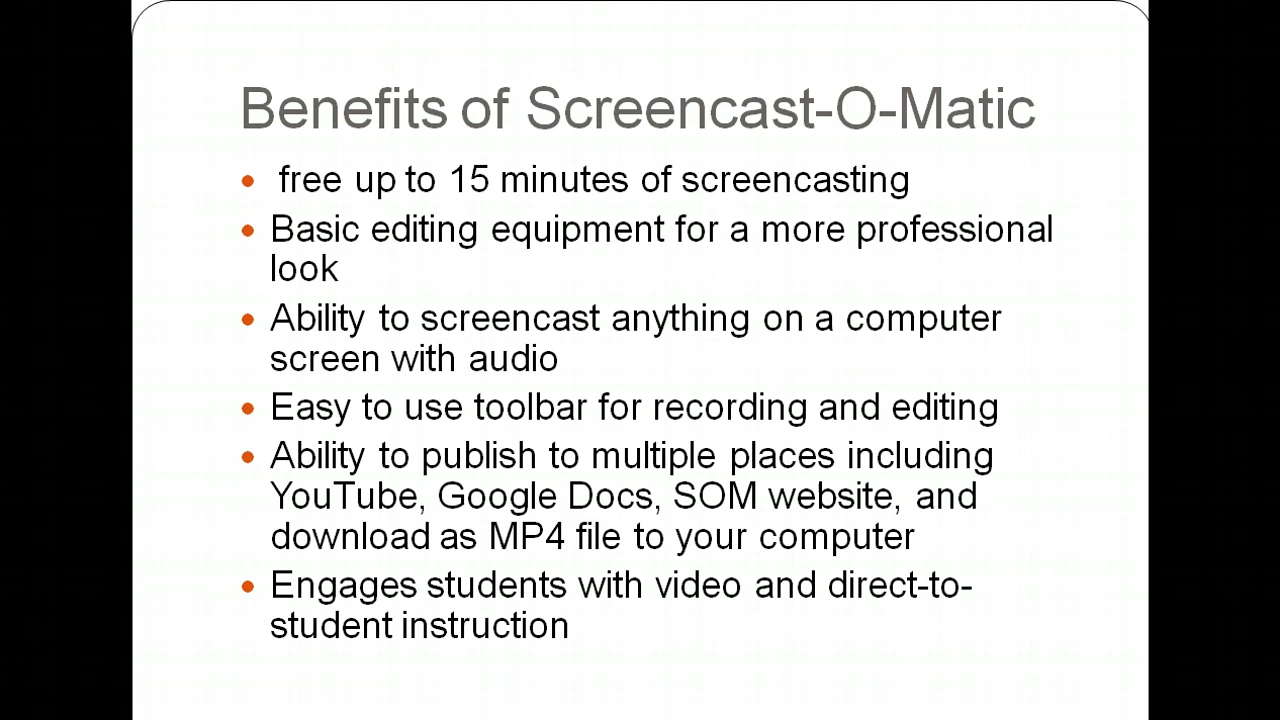 Benefits of Screencast-O-Matic
• free up to 15 minutes of screencasting
• Basic editing equipment for a more professional
look
• Ability to screencast anything on a computer
screen with audio
• Easy to use toolbar for recording and editing
• Ability to publish to multiple places including
YouTube, Google Docs, SOM website, and
download as MP4 file to your computer
• Engages students with video and direct-to-
student instruction